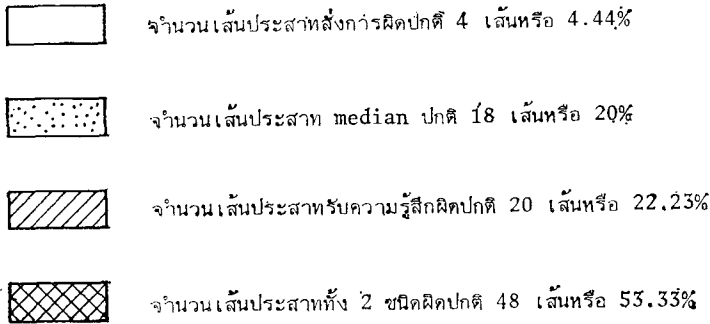 จำนวนเส้นประสาทสั่งการผิดปกติ 4 เส้นหรือ 4.44%
จำนวนเส้นประสาท median ปกติ 18 เส้นหรือ 20%
จำนวนเส้นประสาทรับความรู้สึกผิดปกติ 20 เส้นหรือ 22.23%
จำนวนเส้นประสาททั้ง 2 ชนิดผิดปกติ 48 เส้นหรือ 53.33%